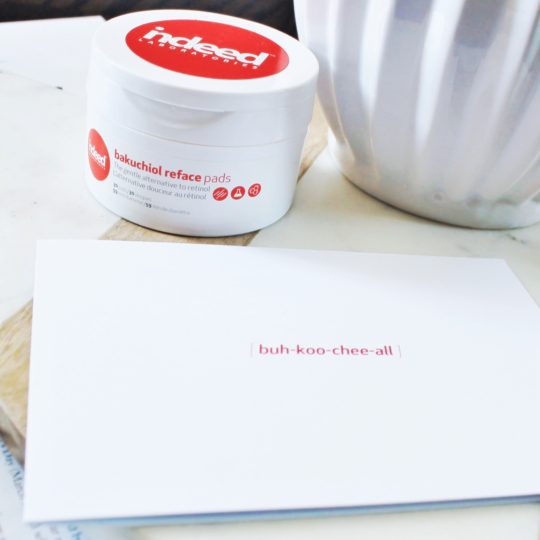 indeed
LABORATORIES
indeed
bakuchiol reface pads
The gentle alternative to retinol
L'alternative douceur au rétinol
[ buh-koo-chee-all ]